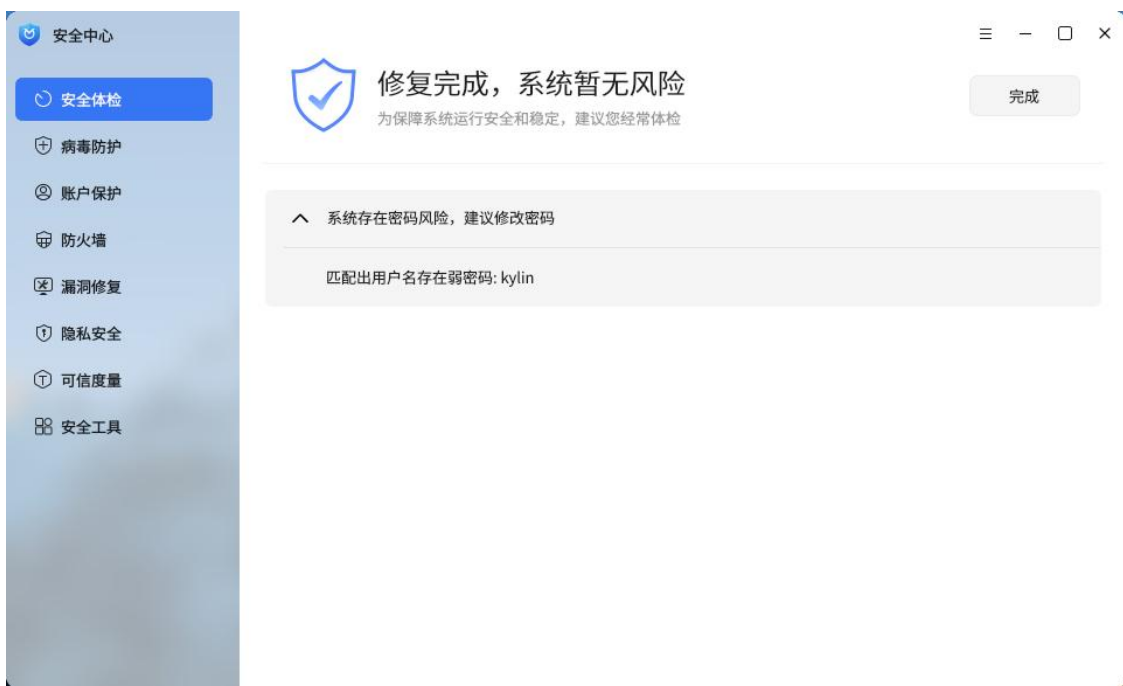 安全中心
安全体检
病毒防护
账户保护
防火墙
漏洞修复
隐私安全
可信度量
安全工具
修复完成，系统暂无风险
为保障系统运行安全和稳定，建议您经常体检
完成
系统存在密码风险，建议修改密码
匹配出用户名存在弱密码: kylin